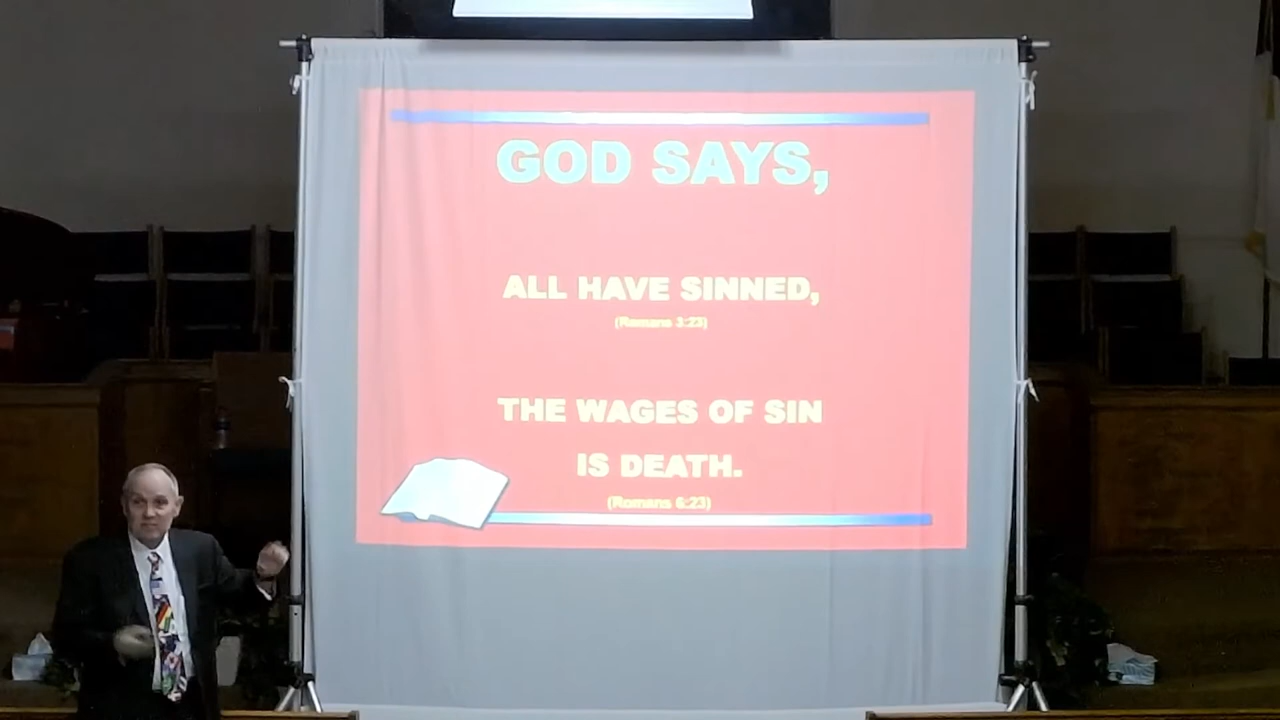 GOD SAYS,
ALL HAVE SINNED,
(Romans 3:23)
THE WAGES OF SIN
IS DEATH.
(Romans 6:23)